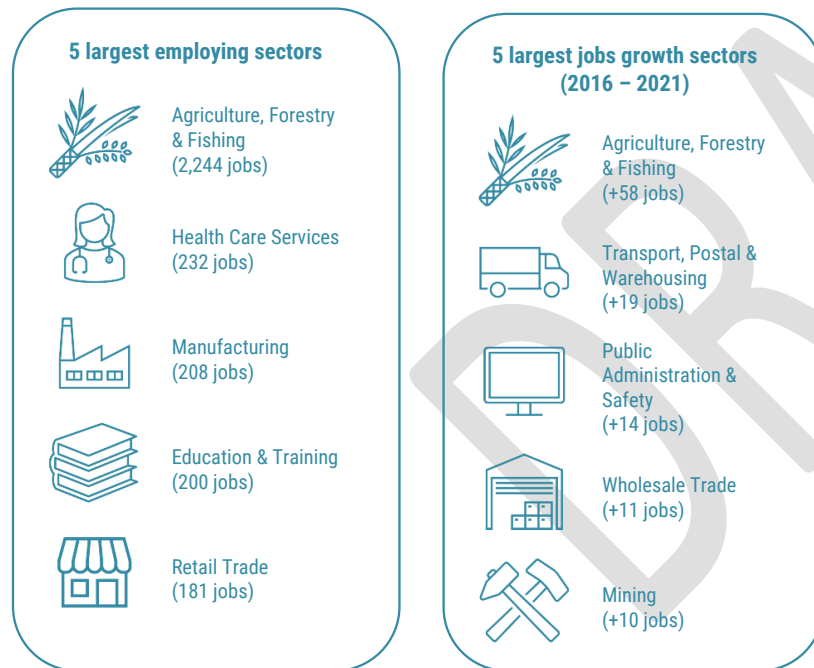 5 largest employing sectors
Agriculture, Forestry
& Fishing
(2,244 jobs)
Health Care Services
(232 jobs)
Manufacturing
(208 jobs)
Education & Training
(200 jobs)
Retail Trade
(181 jobs)
5 largest jobs growth sectors
(2016 – 2021)
Agriculture, Forestry
& Fishing
(+58 jobs)
Transport, Postal &
Warehousing
(+19 jobs)
Public
Administration &
Safety
(+14 jobs)
Wholesale Trade
(+11 jobs)
Mining
(+10 jobs)